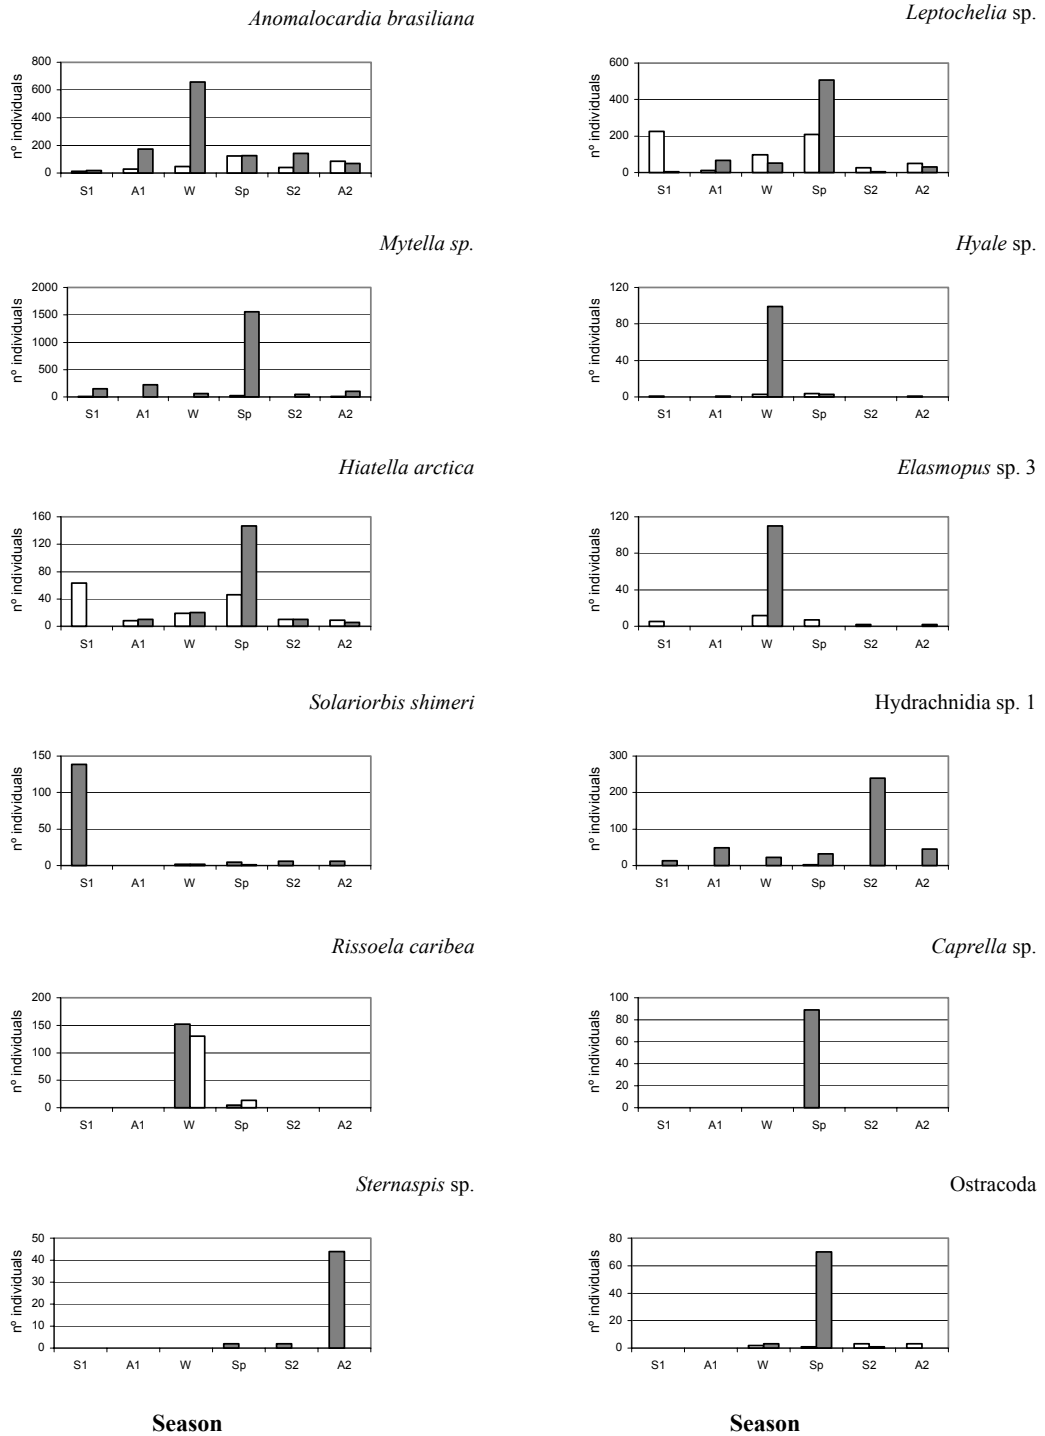 Anomalocardia brasiliana
nº individuals
800
600
400
200
0
S1 A1 W Sp S2 A2
Leptochelia sp.
nº individuals
600
400
200
0
S1 A1 W Sp S2 A2
Mytella sp.
nº individuals
2000
1500
1000
500
0
S1 A1 W Sp S2 A2
Hyale sp.
nº individuals
120
80
40
0
S1 A1 W Sp S2 A2
Hiatella arctica
nº individuals
160
120
80
40
0
S1 A1 W Sp S2 A2
Elasmopus sp. 3
nº individuals
120
80
40
0
S1 A1 W Sp S2 A2
Solariorbis shimeri
nº individuals
150
100
50
0
S1 A1 W Sp S2 A2
Hydrachnidia sp. 1
nº individuals
300
200
100
0
S1 A1 W Sp S2 A2
Rissoela caribea
nº individuals
200
150
100
50
0
S1 A1 W Sp S2 A2
Caprella sp.
nº individuals
100
80
60
40
20
0
S1 A1 W Sp S2 A2
Sternaspis sp.
nº individuals
50
40
30
20
10
0
S1 A1 W Sp S2 A2
Ostracoda
nº individuals
80
60
40
20
0
S1 A1 W Sp S2 A2
Season
Season